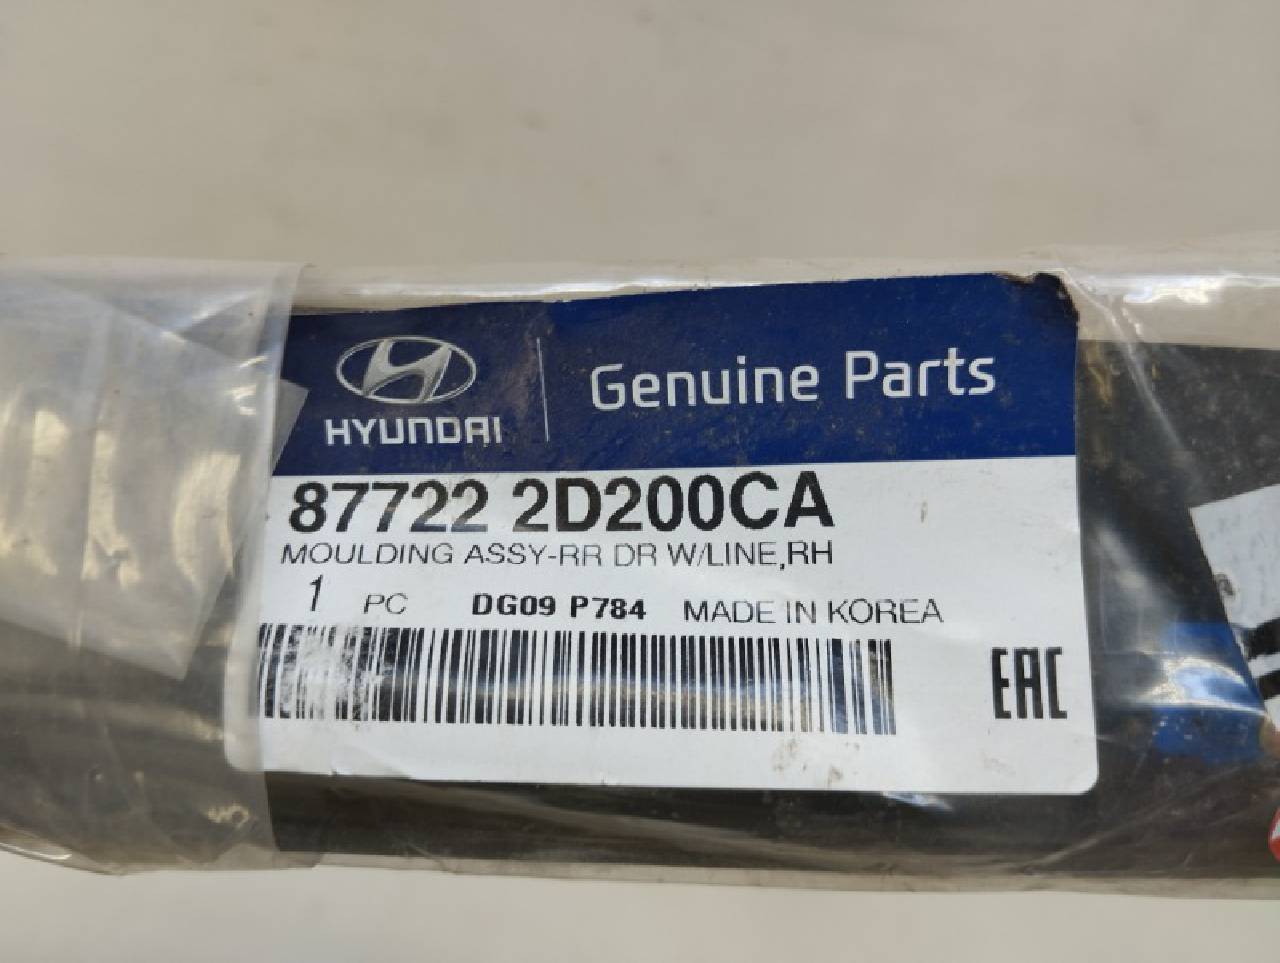 HYUNDAI
Genuine Parts
87722 2D200CA
MOULDING ASSY-RR DR W/LINE,RH
1 PC DG09 P784 MADE IN KOREA
EAC